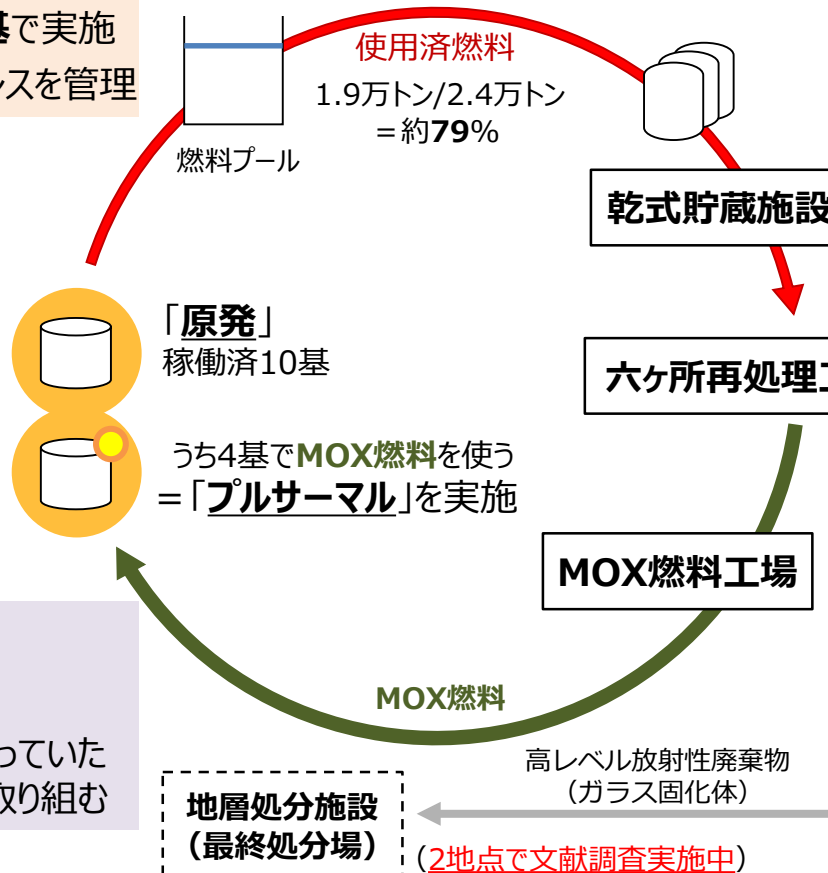 基で実施
スを管理
使用済燃料
1.9万トン/2.4万トン
＝約79%
燃料プール
乾式貯蔵施設
「原発」
稼働済10基
六ヶ所再処理工
うち4基でMOX燃料を使う
＝「プルサーマル」を実施
MOX燃料工場
MOX燃料
っていた
取り組む
高レベル放射性廃棄物
（ガラス固化体）
地層処分施設
（最終処分場）
（2地点で文献調査実施中）